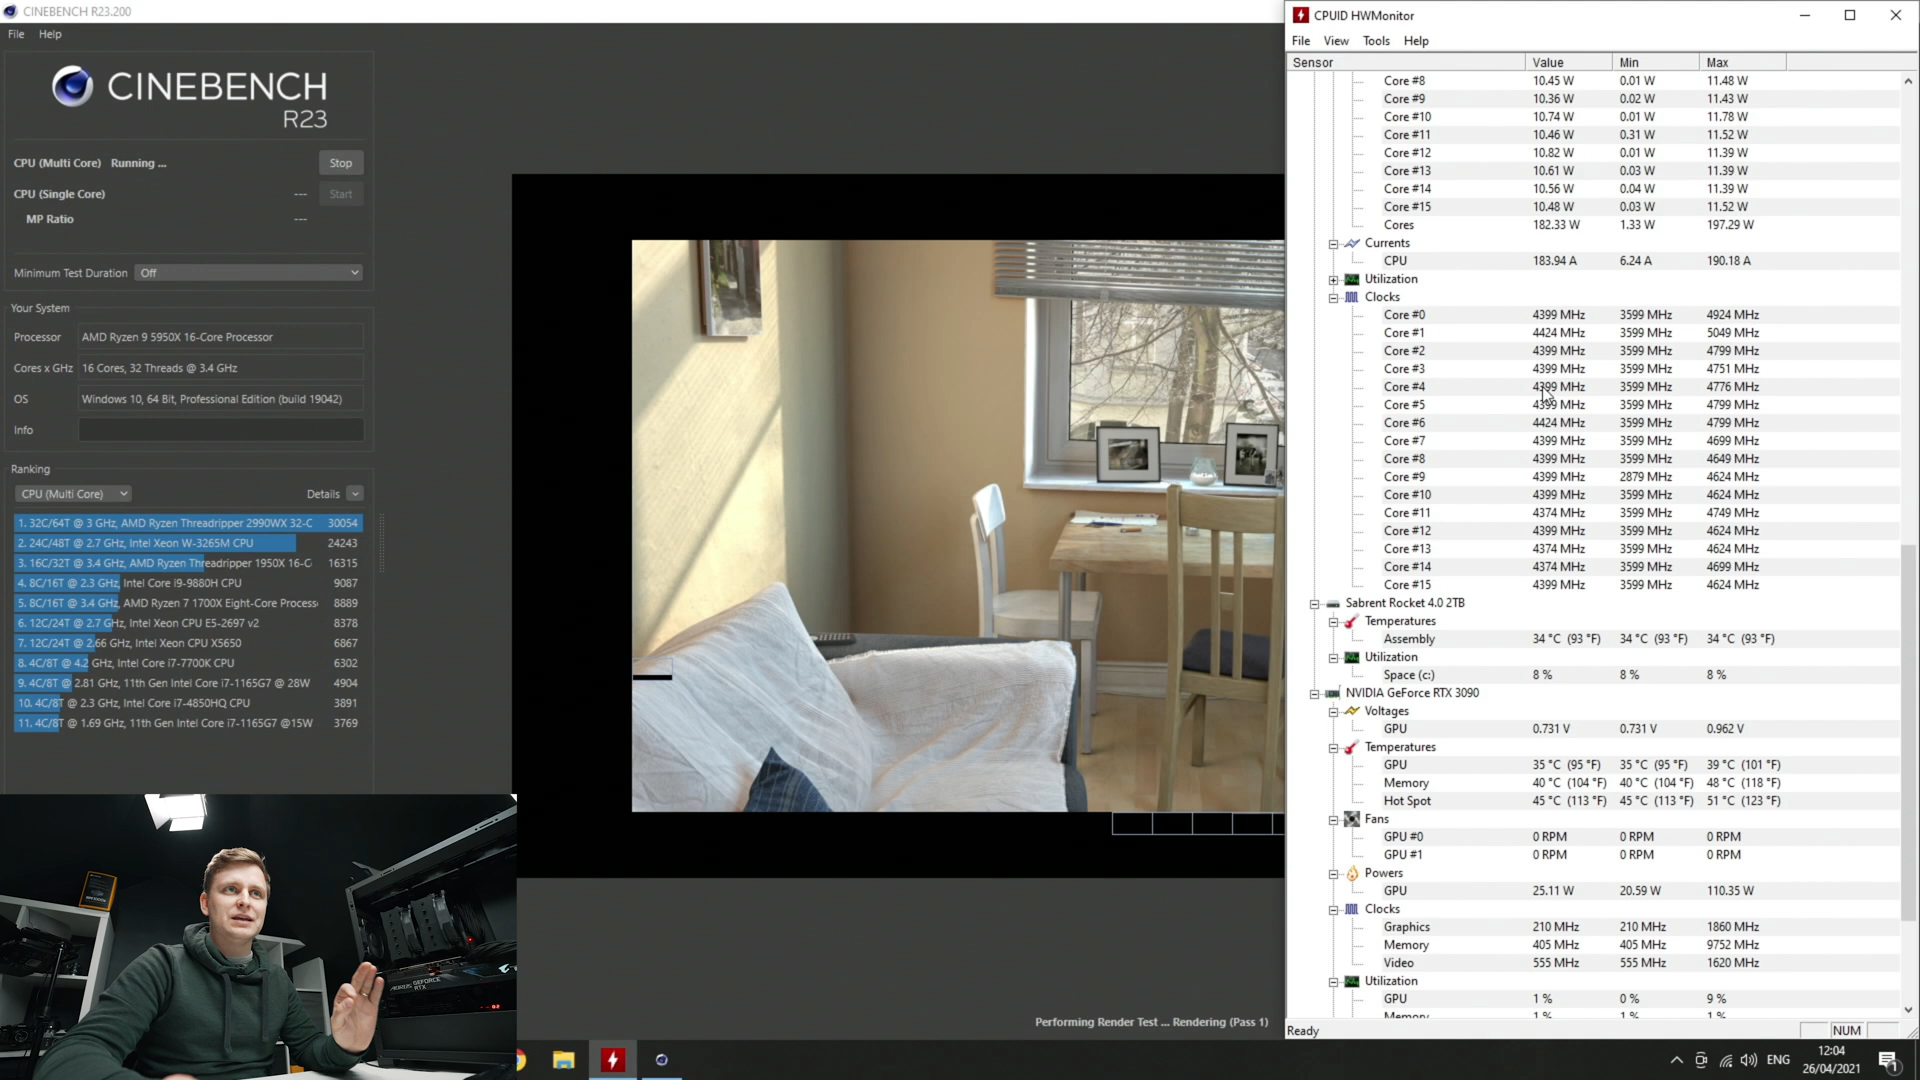 CINEBENCH R23.200
File Help
CINEBENCH
R23
CPU (Multi Core) Running ... Stop
CPU (Single Core) --- Start
MP Ratio ---
Minimum Test Duration Off
Your System
Processor AMD Ryzen 9 5950X 16-Core Processor
Cores x GHz 16 Cores, 32 Threads @ 3.4 GHz
OS Windows 10, 64 Bit, Professional Edition (build 19042)
Info
Ranking
CPU (Multi Core) Details
1. 32C/64T @ 3 GHz, AMD Ryzen Threadripper 2990WX 32-C 30054
2. 24C/48T @ 2.7 GHz, Intel Xeon W-3265M CPU 24243
3. 16C/32T @ 3.4 GHz, AMD Ryzen Threadripper 1950X 16-C 16315
4. 8C/16T @ 2.3 GHz, Intel Core i9-9880H CPU 9087
5. 8C/16T @ 3.4 GHz, AMD Ryzen 7 1700X Eight-Core Process 8889
6. 12C/24T @ 2.7 GHz, Intel Xeon CPU E5-2697 v2 8378
7. 12C/24T @ 2.66 GHz, Intel Xeon CPU X5650 6867
8. 4C/8T @ 4.2 GHz, Intel Core i7-7700K CPU 6302
9. 4C/8T @ 2.81 GHz, 11th Gen Intel Core i7-1165G7 @ 28W 4904
10. 4C/8T @ 2.3 GHz, Intel Core i7-4850HQ CPU 3891
11. 4C/8T @ 1.69 GHz, 11th Gen Intel Core i7-1165G7 @15W 3769
AORUS GEFORCE
RTX
Performing Render Test ... Rendering (Pass 1)
CPUID HWMonitor
File View Tools Help
Sensor Value Min Max
Core #8 10.45 W 0.01 W 11.48 W
Core #9 10.36 W 0.02 W 11.43 W
Core #10 10.74 W 0.01 W 11.78 W
Core #11 10.46 W 0.31 W 11.52 W
Core #12 10.82 W 0.01 W 11.39 W
Core #13 10.61 W 0.03 W 11.39 W
Core #14 10.56 W 0.04 W 11.39 W
Core #15 10.48 W 0.03 W 11.52 W
Cores 182.33 W 1.33 W 197.29 W
Currents
CPU 183.94 A 6.24 A 190.18 A
Utilization
Clocks
Core #0 4399 MHz 3599 MHz 4924 MHz
Core #1 4424 MHz 3599 MHz 5049 MHz
Core #2 4399 MHz 3599 MHz 4799 MHz
Core #3 4399 MHz 3599 MHz 4751 MHz
Core #4 4399 MHz 3599 MHz 4776 MHz
Core #5 4399 MHz 3599 MHz 4799 MHz
Core #6 4424 MHz 3599 MHz 4799 MHz
Core #7 4399 MHz 3599 MHz 4699 MHz
Core #8 4399 MHz 3599 MHz 4649 MHz
Core #9 4399 MHz 2879 MHz 4624 MHz
Core #10 4399 MHz 3599 MHz 4624 MHz
Core #11 4374 MHz 3599 MHz 4749 MHz
Core #12 4399 MHz 3599 MHz 4624 MHz
Core #13 4374 MHz 3599 MHz 4624 MHz
Core #14 4374 MHz 3599 MHz 4699 MHz
Core #15 4399 MHz 3599 MHz 4624 MHz
Sabrent Rocket 4.0 2TB
Temperatures
Assembly 34 °C (93 °F) 34 °C (93 °F) 34 °C (93 °F)
Utilization
Space (c:) 8 % 8 % 8 %
NVIDIA GeForce RTX 3090
Voltages
GPU 0.731 V 0.731 V 0.962 V
Temperatures
GPU 35 °C (95 °F) 35 °C (95 °F) 39 °C (101 °F)
Memory 40 °C (104 °F) 40 °C (104 °F) 48 °C (118 °F)
Hot Spot 45 °C (113 °F) 45 °C (113 °F) 51 °C (123 °F)
Fans
GPU #0 0 RPM 0 RPM 0 RPM
GPU #1 0 RPM 0 RPM 0 RPM
Powers
GPU 25.11 W 20.59 W 110.35 W
Clocks
Graphics 210 MHz 210 MHz 1860 MHz
Memory 405 MHz 405 MHz 9752 MHz
Video 555 MHz 555 MHz 1620 MHz
Utilization
GPU 1 % 0 % 9 %
Memory 1 % 1 % 1 %
Ready NUM
ENG 12:04
26/04/2021 1